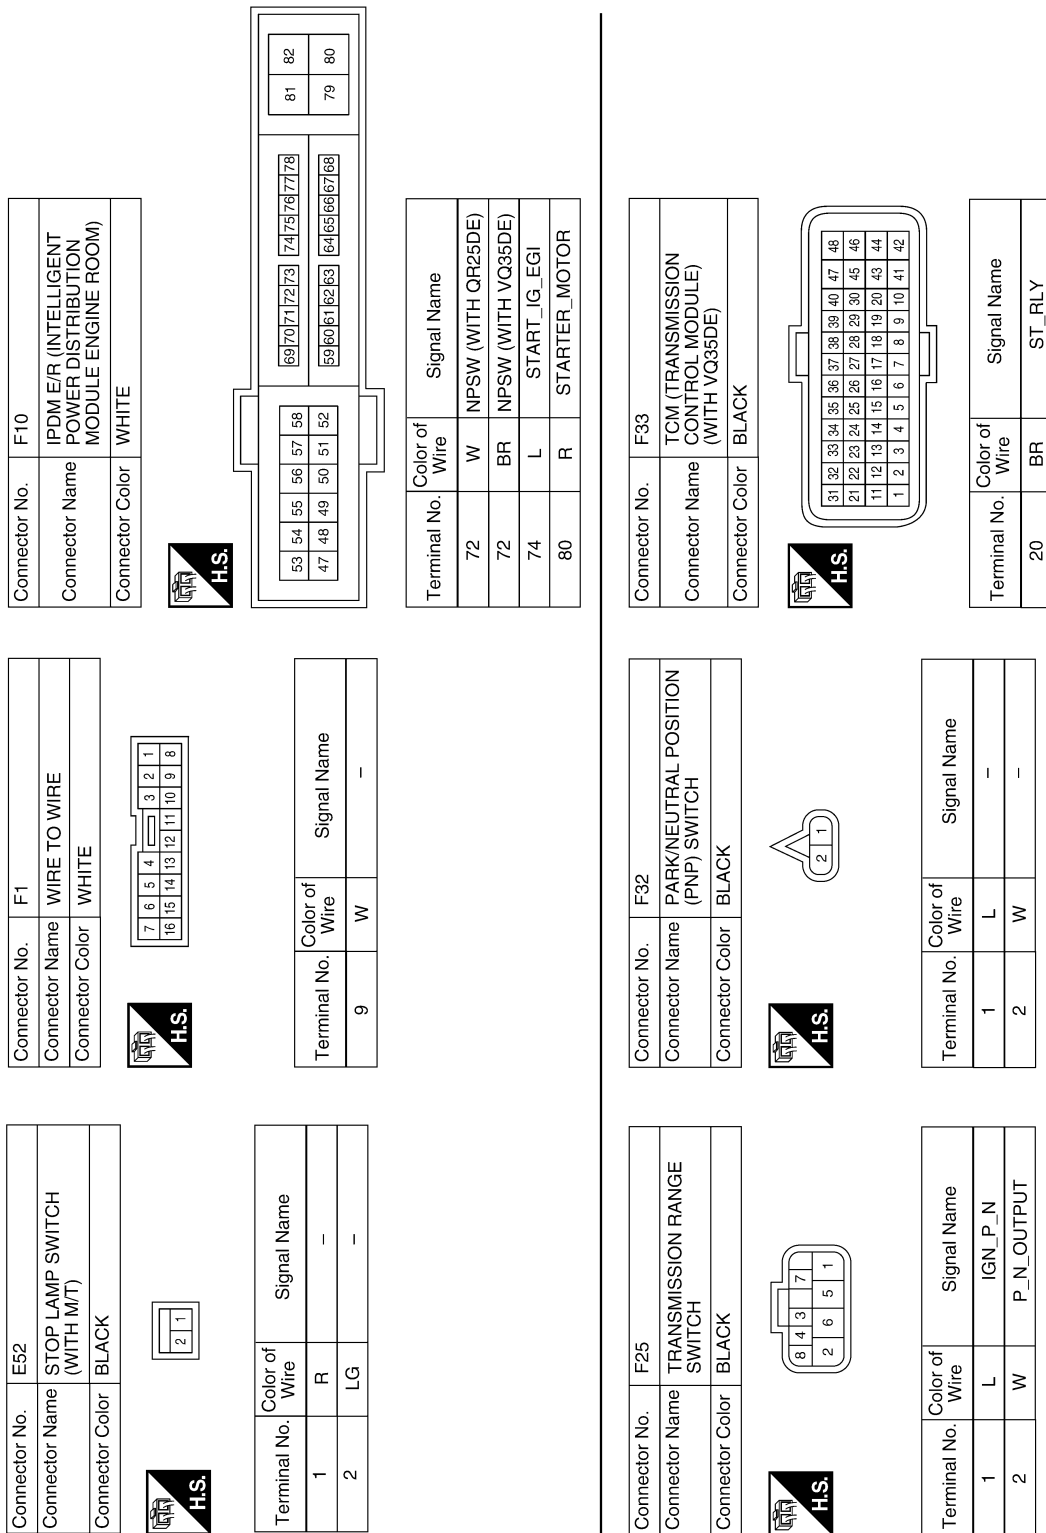 Connector No. E52
Connector Name STOP LAMP SWITCH
(WITH M/T)
Connector Color BLACK
H.S.
2 1
Terminal No. Color of Wire Signal Name
1 R –
2 LG –
Connector No. F1
Connector Name WIRE TO WIRE
Connector Color WHITE
H.S.
7 6 5 4 3 2 1
16 15 14 13 12 11 10 9 8
Terminal No. Color of Wire Signal Name
9 W –
Connector No. F10
Connector Name IPDM E/R (INTELLIGENT
POWER DISTRIBUTION
MODULE ENGINE ROOM)
Connector Color WHITE
H.S.
53 54 55 56 57 58 69 70 71 72 73 74 75 76 77 78 81 82
47 48 49 50 51 52 59 60 61 62 63 64 65 66 67 68 79 80
Terminal No. Color of Wire Signal Name
72 W NPSW (WITH QR25DE)
72 BR NPSW (WITH VQ35DE)
74 L START_IG_EGI
80 R STARTER_MOTOR
Connector No. F25
Connector Name TRANSMISSION RANGE
SWITCH
Connector Color BLACK
H.S.
8 4 3 7
2 6 5 1
Terminal No. Color of Wire Signal Name
1 L IGN_P_N
2 W P_N_OUTPUT
Connector No. F32
Connector Name PARK/NEUTRAL POSITION
(PNP) SWITCH
Connector Color BLACK
H.S.
2 1
Terminal No. Color of Wire Signal Name
1 L –
2 W –
Connector No. F33
Connector Name TCM (TRANSMISSION
CONTROL MODULE)
(WITH VQ35DE)
Connector Color BLACK
H.S.
31 32 33 34 35 36 37 38 39 40 47 48
21 22 23 24 25 26 27 28 29 30 45 46
11 12 13 14 15 16 17 18 19 20 43 44
1 2 3 4 5 6 7 8 9 10 41 42
Terminal No. Color of Wire Signal Name
20 BR ST_RLY